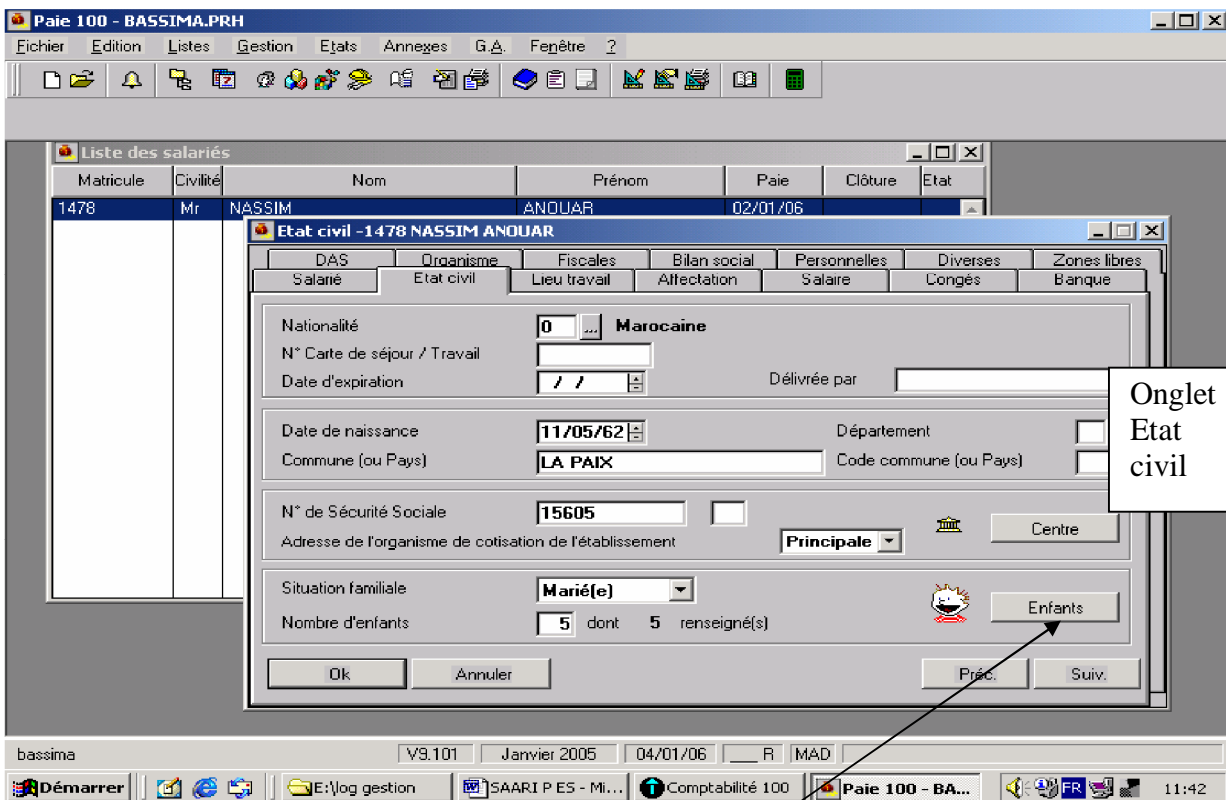 Paie 100 - BASSIMA.PRH
Fichier Edition Listes Gestion Etats Annexes G.A. Fenêtre ?
Liste des salariés
Matricule Civilité Nom Prénom Paie Clôture Etat
1478 Mr NASSIM ANOUAR 02/01/06
Etat civil -1478 NASSIM ANOUAR
DAS Organisme Fiscales Bilan social Personnelles Diverses Zones libres
Salarié Etat civil Lieu travail Affectation Salaire Congés Banque
Nationalité 0 ... Marocaine
N° Carte de séjour / Travail
Date d'expiration / / Délivrée par
Onglet
Etat
civil
Date de naissance 11/05/62 Département
Commune (ou Pays) LA PAIX Code commune (ou Pays)
N° de Sécurité Sociale 15605
Adresse de l'organisme de cotisation de l'établissement Principale Centre
Situation familiale Marié(e)
Enfants
Nombre d'enfants 5 dont 5 renseigné(s)
Ok Annuler Préc. Suiv.
bassima V9.101 Janvier 2005 04/01/06 ___ R MAD
Démarrer E:\log gestion SAARI P ES - Mi... Comptabilité 100 Paie 100 - BA... FR 11:42